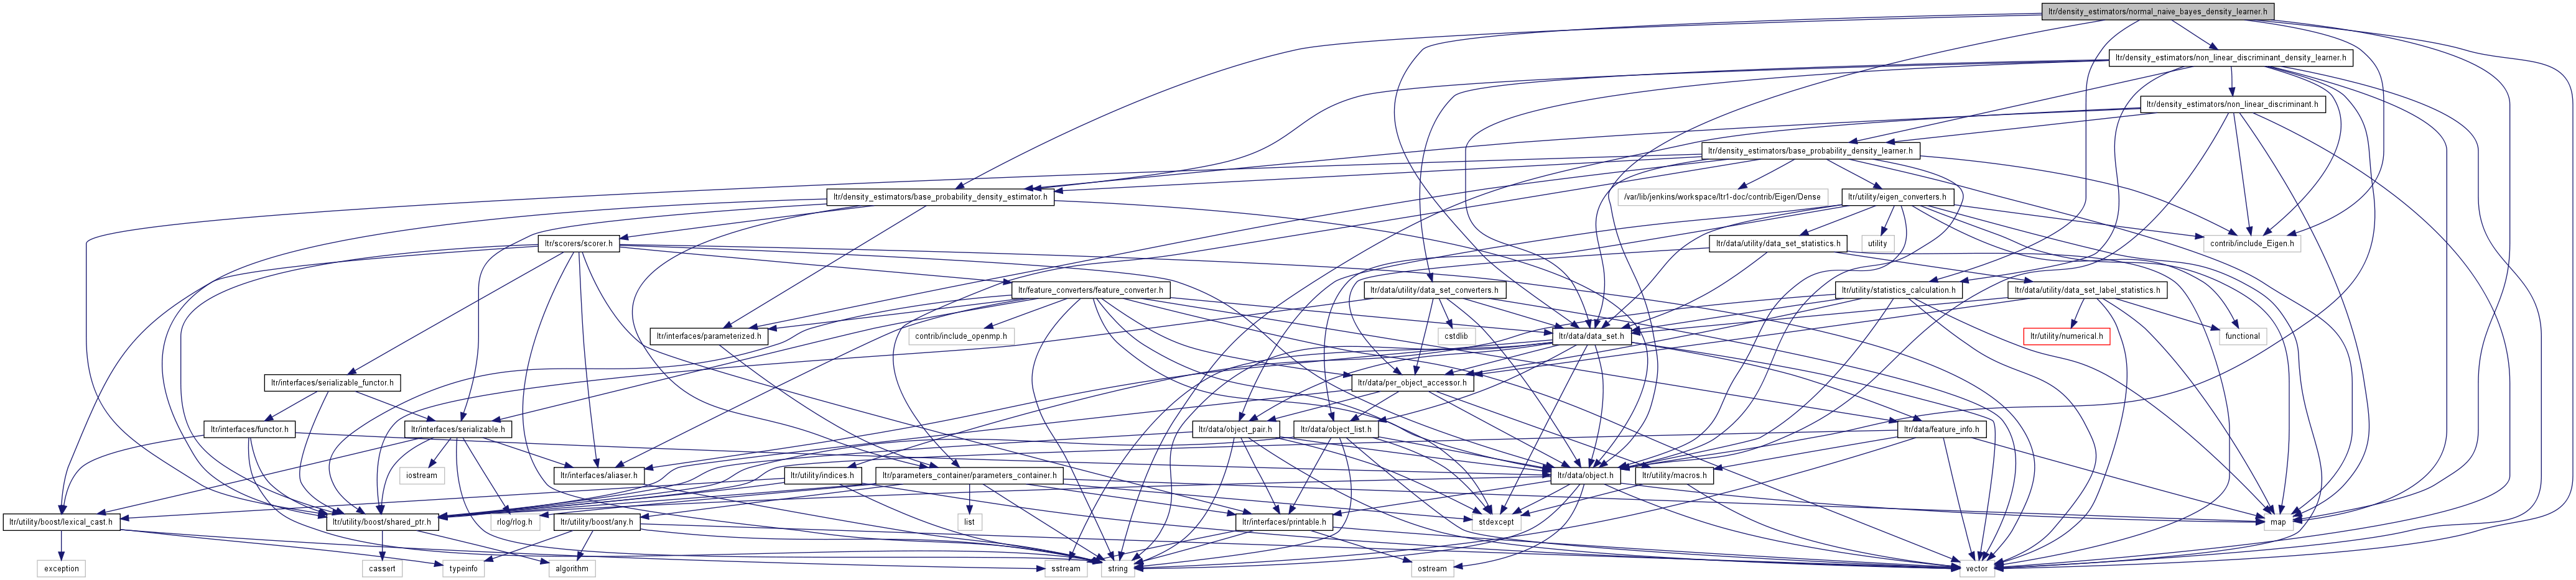 ltr/density_estimators/normal_naive_bayes_density_learner.h
ltr/density_estimators/non_linear_discriminant_density_learner.h
ltr/density_estimators/non_linear_discriminant.h
ltr/density_estimators/base_probability_density_learner.h
ltr/density_estimators/base_probability_density_estimator.h
/var/lib/jenkins/workspace/ltr1-doc/contrib/Eigen/Dense
ltr/utility/eigen_converters.h
ltr/scorers/scorer.h
ltr/data/utility/data_set_statistics.h
utility
contrib/include_Eigen.h
ltr/feature_converters/feature_converter.h
ltr/data/utility/data_set_converters.h
ltr/utility/statistics_calculation.h
ltr/data/utility/data_set_label_statistics.h
ltr/interfaces/parameterized.h
contrib/include_openmp.h
cstdlib
ltr/data/data_set.h
ltr/utility/numerical.h
functional
ltr/interfaces/serializable_functor.h
ltr/data/per_object_accessor.h
ltr/interfaces/functor.h
ltr/interfaces/serializable.h
ltr/data/object_pair.h
ltr/data/object_list.h
ltr/data/feature_info.h
iostream
ltr/interfaces/aliaser.h
ltr/utility/indices.h
ltr/parameters_container/parameters_container.h
ltr/data/object.h
ltr/utility/macros.h
ltr/utility/boost/lexical_cast.h
ltr/utility/boost/shared_ptr.h
rlog/rlog.h
ltr/utility/boost/any.h
list
ltr/interfaces/printable.h
stdexcept
map
exception
cassert
typeinfo
algorithm
sstream
string
ostream
vector